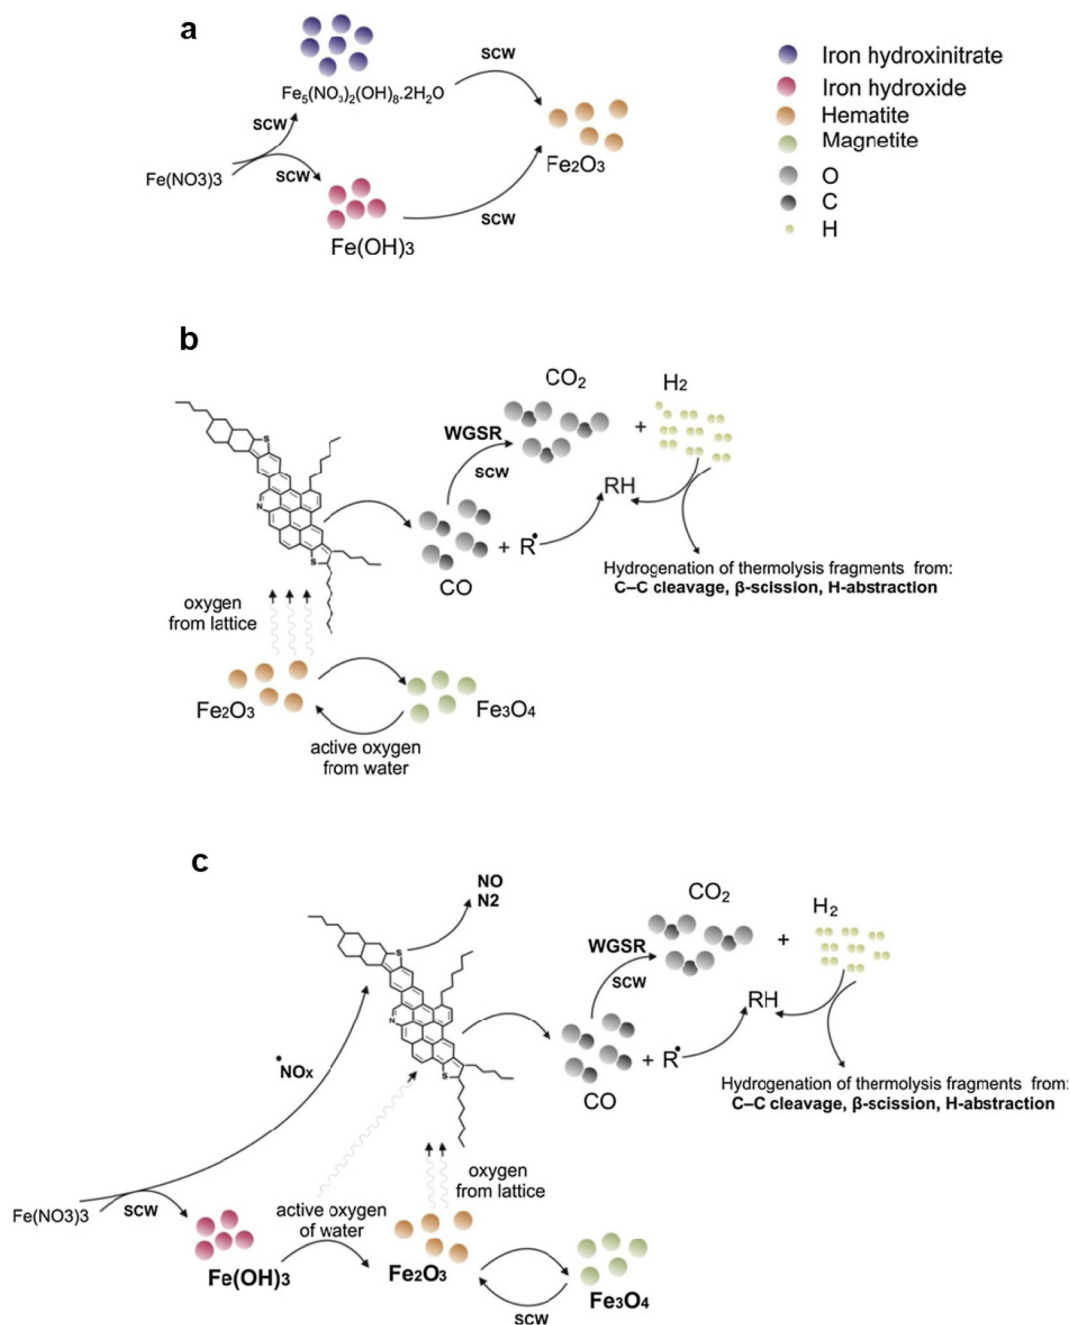 a
SCW
Fe5(NO3)2(OH)8.2H2O
SCW
Fe(NO3)3
SCW
Fe2O3
SCW
Fe(OH)3
Iron hydroxinitrate
Iron hydroxide
Hematite
Magnetite
O
C
H
b
CO2
H2
WGSR
+
SCW
RH
S
N
S
CO
+ R•
Hydrogenation of thermolysis fragments from:
C–C cleavage, β-scission, H-abstraction
oxygen
from lattice
Fe2O3
Fe3O4
active oxygen
from water
c
NO
N2
CO2
H2
WGSR
+
SCW
RH
S
N
S
•NOx
CO
+ R•
Hydrogenation of thermolysis fragments from:
C–C cleavage, β-scission, H-abstraction
oxygen
from lattice
Fe(NO3)3
SCW
active oxygen
of water
Fe(OH)3
Fe2O3
Fe3O4
SCW